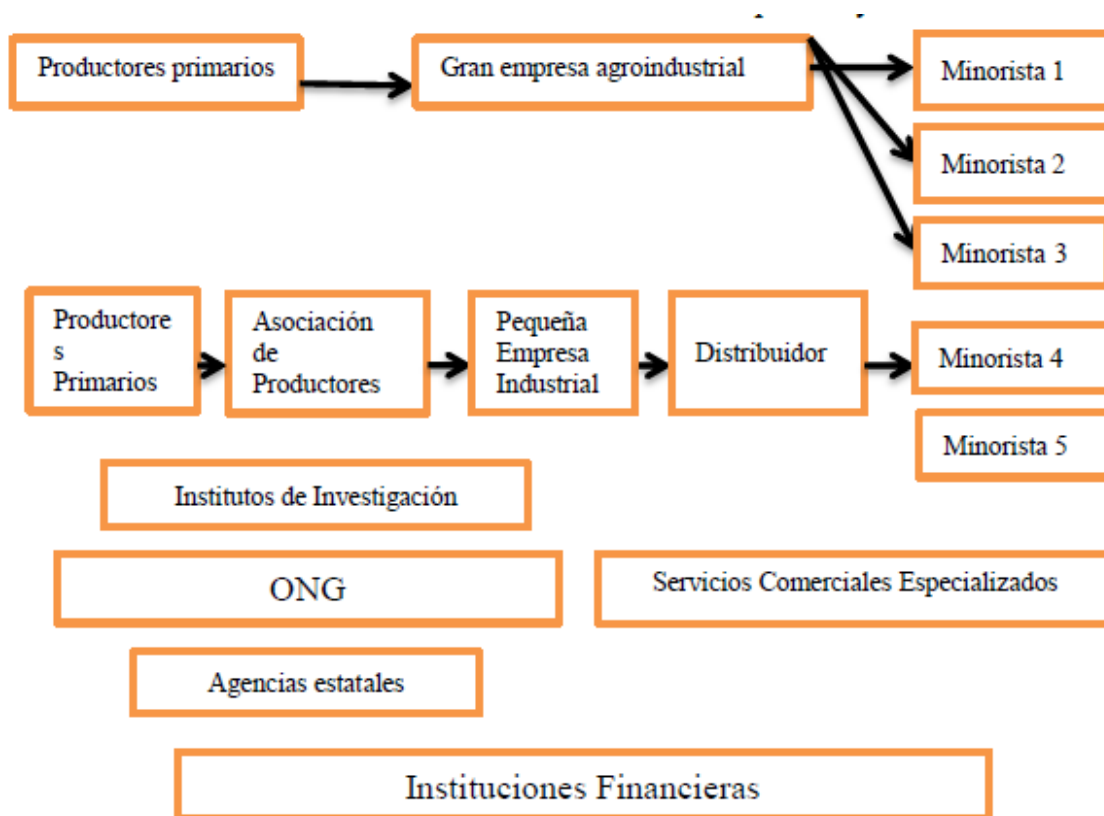 Productores primarios
Gran empresa agroindustrial
Minorista 1
Minorista 2
Minorista 3
Productore
s
Primarios
Asociación
de
Productores
Pequeña
Empresa
Industrial
Distribuidor
Minorista 4
Minorista 5
Institutos de Investigación
ONG
Servicios Comerciales Especializados
Agencias estatales
Instituciones Financieras